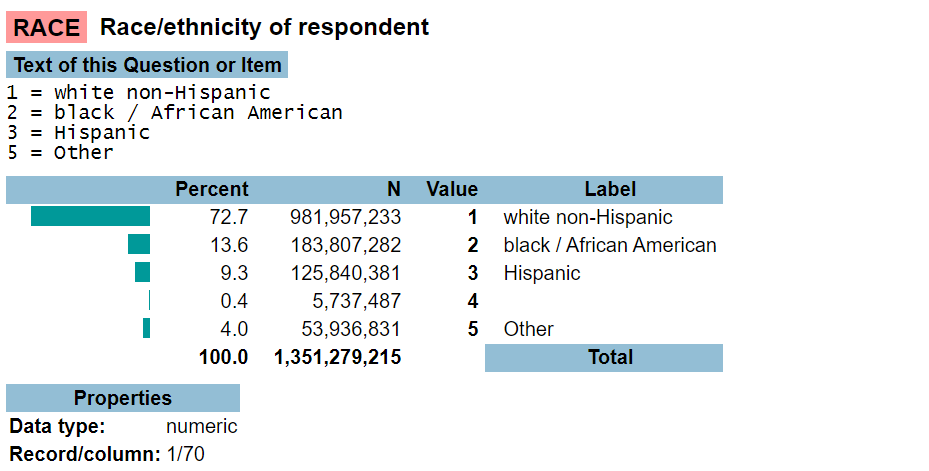 RACE Race/ethnicity of respondent
Text of this Question or Item
1 = white non-Hispanic
2 = black / African American
3 = Hispanic
5 = Other
Percent N Value Label
72.7 981,957,233 1 white non-Hispanic
13.6 183,807,282 2 black / African American
9.3 125,840,381 3 Hispanic
0.4 5,737,487 4
4.0 53,936,831 5 Other
100.0 1,351,279,215 Total
Properties
Data type: numeric
Record/column: 1/70